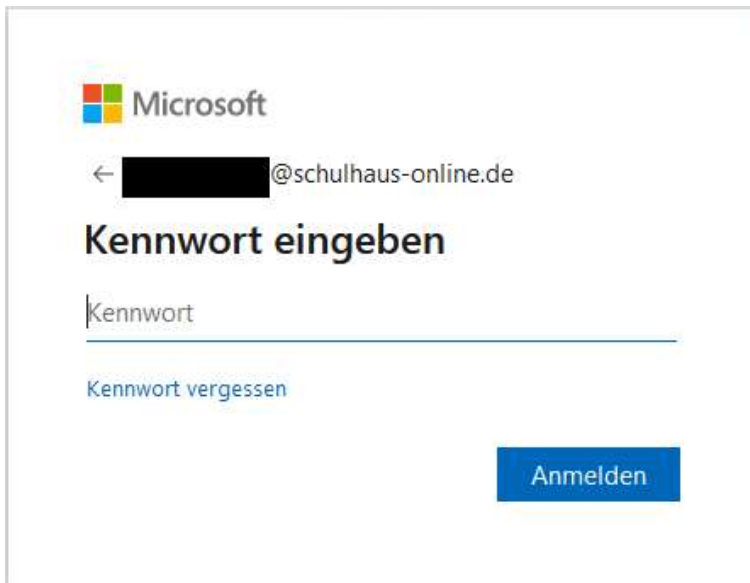 Microsoft
← @schulhaus-online.de
Kennwort eingeben
Kennwort
Kennwort vergessen
Anmelden